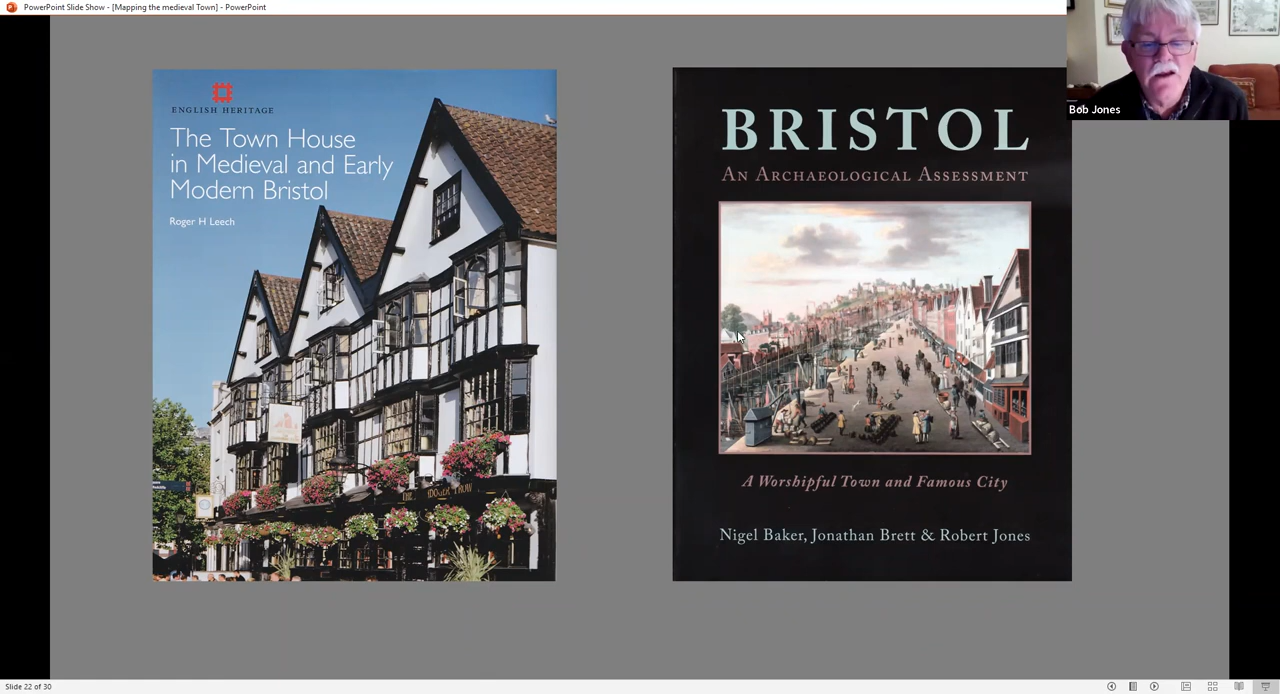 PowerPoint Slide Show - [Mapping the medieval Town] - PowerPoint
Bob Jones
ENGLISH HERITAGE
The Town House
in Medieval and Early
Modern Bristol
Roger H Leech
BRISTOL
AN ARCHAEOLOGICAL ASSESSMENT
A Worshipful Town and Famous City
Nigel Baker, Jonathan Brett & Robert Jones
Slide 22 of 30